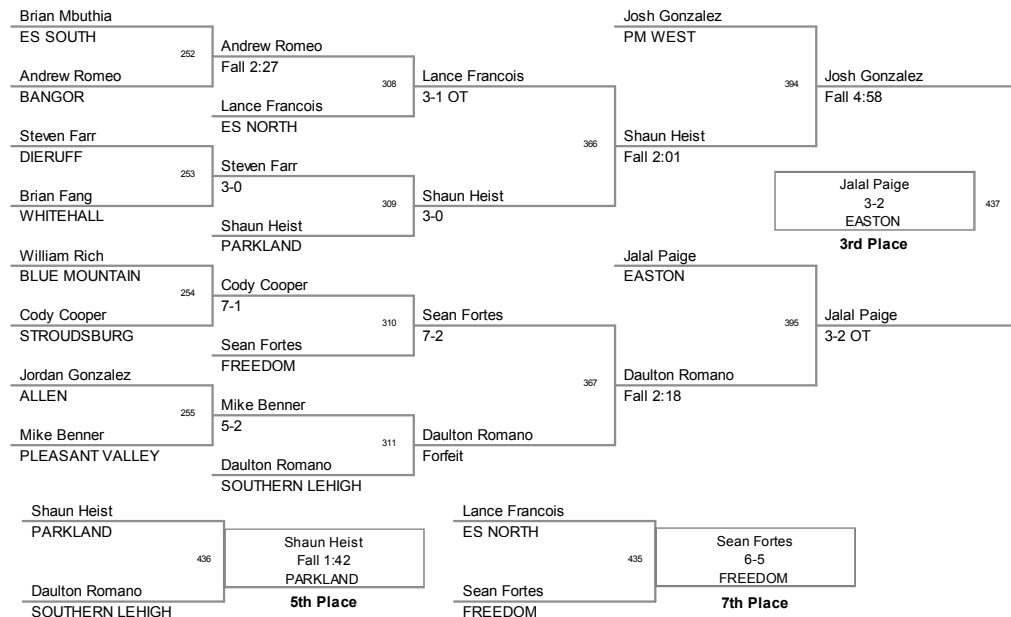 Brian Mbuthia
ES SOUTH
252
Andrew Romeo
BANGOR
Steven Farr
DIERUFF
253
Brian Fang
WHITEHALL
William Rich
BLUE MOUNTAIN
254
Cody Cooper
STROUDSBURG
Jordan Gonzalez
ALLEN
255
Mike Benner
PLEASANT VALLEY
Andrew Romeo
Fall 2:27
308
Lance Francois
ES NORTH
Steven Farr
3-0
309
Shaun Heist
PARKLAND
Cody Cooper
7-1
310
Sean Fortes
FREEDOM
Mike Benner
5-2
311
Daulton Romano
SOUTHERN LEHIGH
Lance Francois
3-1 OT
366
Shaun Heist
3-0
Sean Fortes
7-2
367
Daulton Romano
Forfeit
Josh Gonzalez
PM WEST
394
Shaun Heist
Fall 2:01
Jalal Paige
EASTON
395
Daulton Romano
Fall 2:18
Josh Gonzalez
Fall 4:58
Jalal Paige
3-2
EASTON
437
3rd Place
Jalal Paige
3-2 OT
Shaun Heist
PARKLAND
436
Daulton Romano
SOUTHERN LEHIGH
Shaun Heist
Fall 1:42
PARKLAND
5th Place
Lance Francois
ES NORTH
435
Sean Fortes
FREEDOM
Sean Fortes
6-5
FREEDOM
7th Place